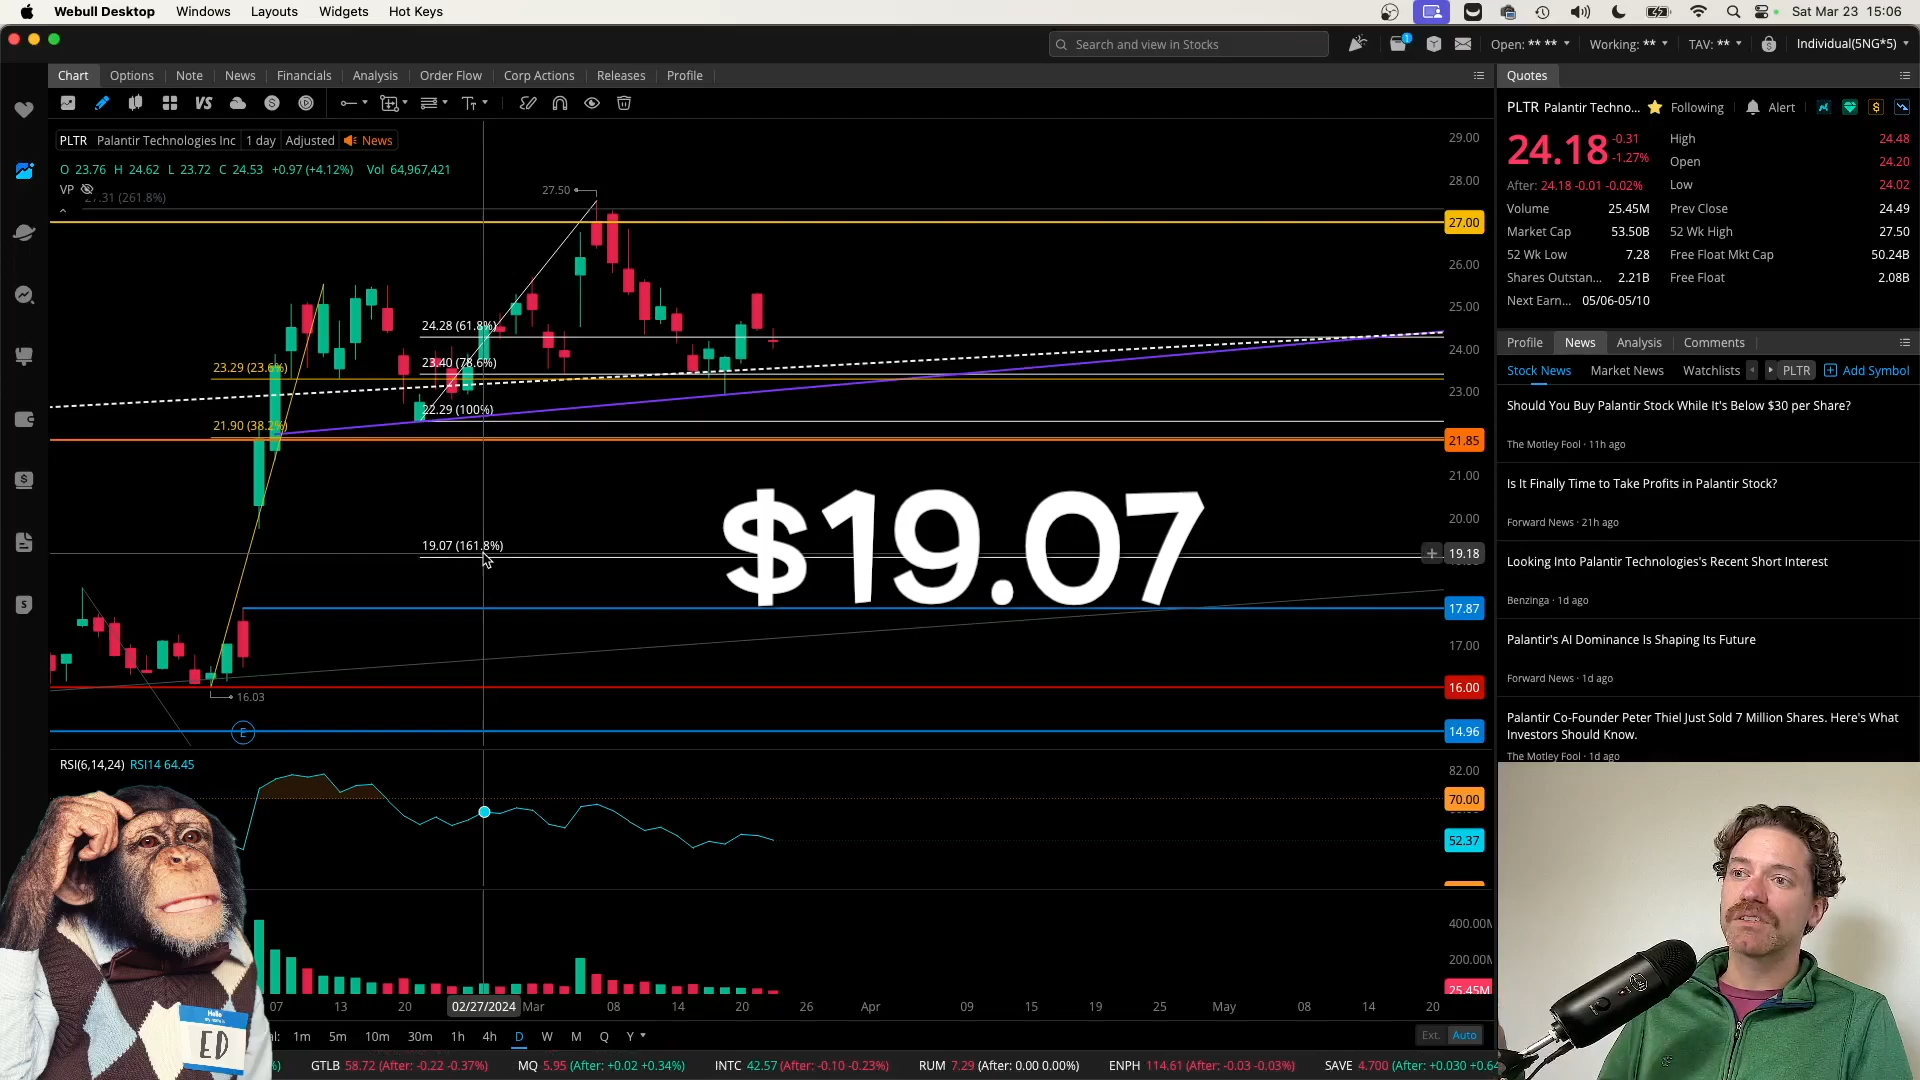 Webull Desktop Windows Layouts Widgets Hot Keys
Sat Mar 23 15:06
Search and view in Stocks
1
Open: ** ** Working: ** TAV: ** Individual(5NG*5)
Chart Options Note News Financials Analysis Order Flow Corp Actions Releases Profile
PLTR Palantir Technologies Inc 1 day Adjusted News
O 23.76 H 24.62 L 23.72 C 24.53 +0.97 (+4.12%) Vol 64,967,421
VP
27.31 (261.8%)
27.50
24.28 (61.8%)
23.29 (23.6%)
23.40 (78.6%)
22.29 (100%)
21.90 (38.2%)
19.07 (161.8%)
$19.07
16.03
E
29.00
28.00
27.00
26.00
25.00
24.00
23.00
21.85
21.00
20.00
19.18
17.87
17.00
16.00
14.96
RSI(6,14,24) RSI14 64.45
82.00
70.00
52.37
400.00M
200.00M
25.45M
07 13 20 02/27/2024 Mar 08 14 20 26 Apr 09 15 19 25 May 08 14 20
1m 5m 10m 30m 1h 4h D W M Q Y
Ext. Auto
GTLB 58.72 (After: -0.22 -0.37%) MQ 5.95 (After: +0.02 +0.34%) INTC 42.57 (After: -0.10 -0.23%) RUM 7.29 (After: 0.00 0.00%) ENPH 114.61 (After: -0.03 -0.03%) SAVE 4.700 (After: +0.030 +0.64
Hello
my name is
ED
Quotes
PLTR Palantir Techno... Following Alert
24.18 -0.31
-1.27%
After: 24.18 -0.01 -0.02%
High 24.48
Open 24.20
Low 24.02
Volume 25.45M Prev Close 24.49
Market Cap 53.50B 52 Wk High 27.50
52 Wk Low 7.28 Free Float Mkt Cap 50.24B
Shares Outstan... 2.21B Free Float 2.08B
Next Earn... 05/06-05/10
Profile News Analysis Comments
Stock News Market News Watchlists PLTR Add Symbol
Should You Buy Palantir Stock While It's Below $30 per Share?
The Motley Fool · 11h ago
Is It Finally Time to Take Profits in Palantir Stock?
Forward News · 21h ago
Looking Into Palantir Technologies's Recent Short Interest
Benzinga · 1d ago
Palantir's AI Dominance Is Shaping Its Future
Forward News · 1d ago
Palantir Co-Founder Peter Thiel Just Sold 7 Million Shares. Here's What
Investors Should Know.
The Motley Fool · 1d ago